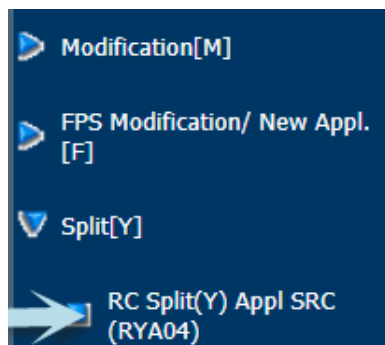 Modification[M]
FPS Modification/ New Appl.
[F]
Split[Y]
RC Split(Y) Appl SRC
(RYA04)